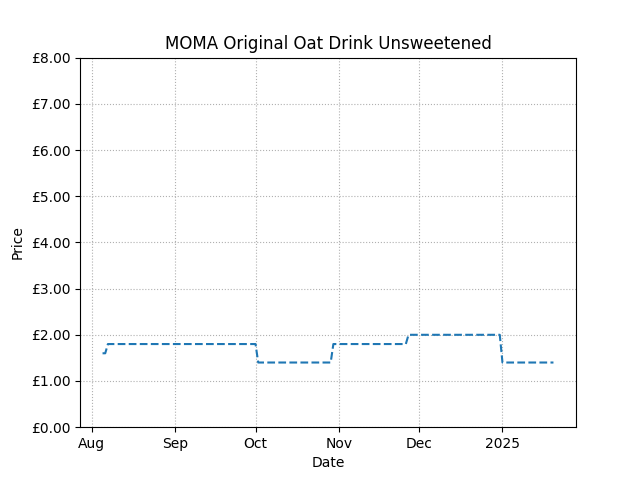 MOMA Original Oat Drink Unsweetened
£8.00
£7.00
£6.00
£5.00
£4.00
£3.00
£2.00
£1.00
£0.00
Price
Aug Sep Oct Nov Dec 2025
Date